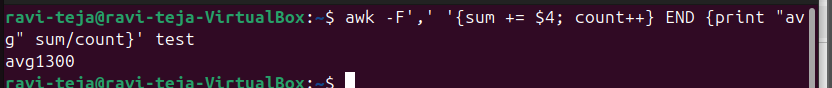 ravi-teja@ravi-teja-VirtualBox:~$ awk -F',' '{sum += $4; count++} END {print "av
g" sum/count}' test
avg1300
ravi-teja@ravi-teja-VirtualBox:~$